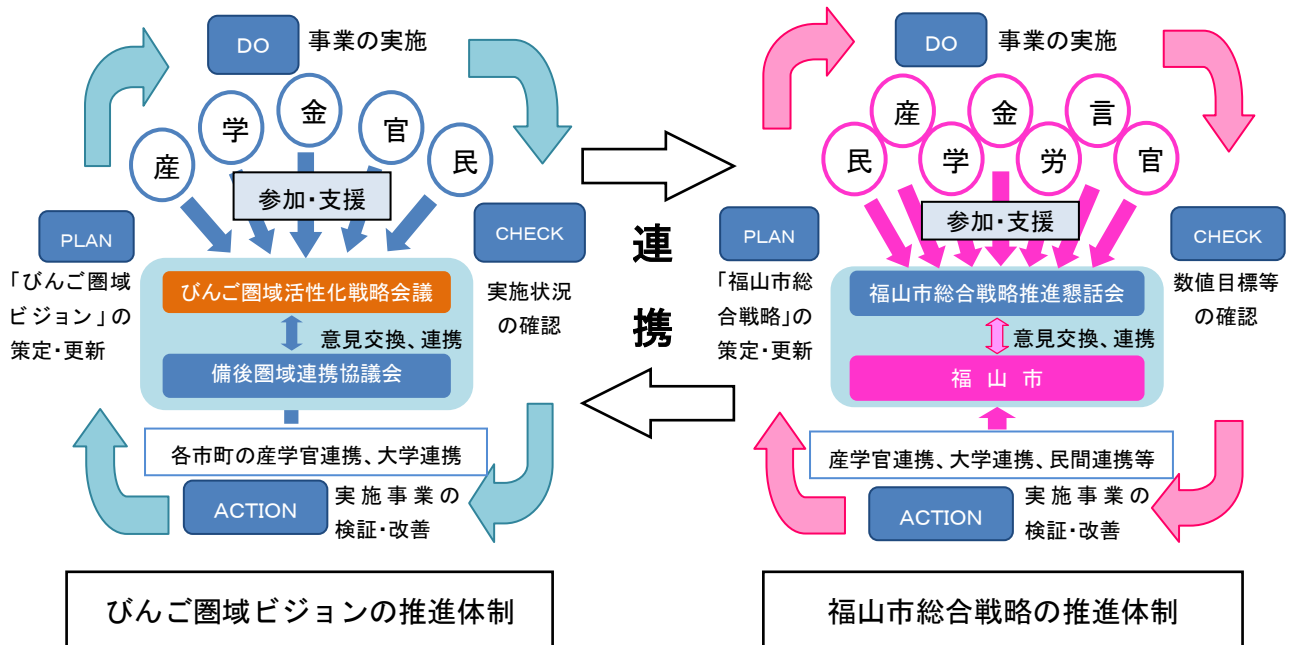 DO
事業の実施
産
学
金
官
民
参加・支援
PLAN
「びんご圏域
ビジョン」の
策定・更新
CHECK
実施状況
の確認
びんご圏域活性化戦略会議
意見交換、連携
備後圏域連携協議会
各市町の産学官連携、大学連携
ACTION
実施事業の
検証・改善
びんご圏域ビジョンの推進体制
連
携
DO
事業の実施
民
産
学
金
労
言
官
参加・支援
PLAN
「福山市総
合戦略」の
策定・更新
CHECK
数値目標等
の確認
福山市総合戦略推進懇話会
意見交換、連携
福山市
産学官連携、大学連携、民間連携等
ACTION
実施事業の
検証・改善
福山市総合戦略の推進体制